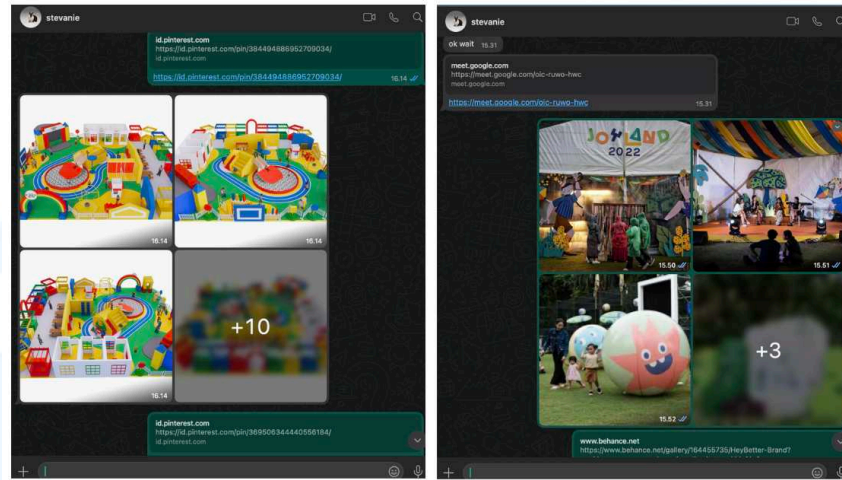 stevanie
id.pinterest.com
https://id.pinterest.com/pin/384494886952709034/
id.pinterest.com
https://id.pinterest.com/pin/384494886952709034/
16.14
16.14
16.14
16.14
+10
id.pinterest.com
https://id.pinterest.com/pin/369506344440556184/
id.pinterest.com
stevanie
ok wait 15.31
meet.google.com
https://meet.google.com/oic-ruwo-hwc
meet.google.com
https://meet.google.com/oic-ruwo-hwc
15.31
JOYLAND
2022
15.50
15.51
15.52
+3
www.behance.net
https://www.behance.net/gallery/164455735/HeyBetter-Brand?